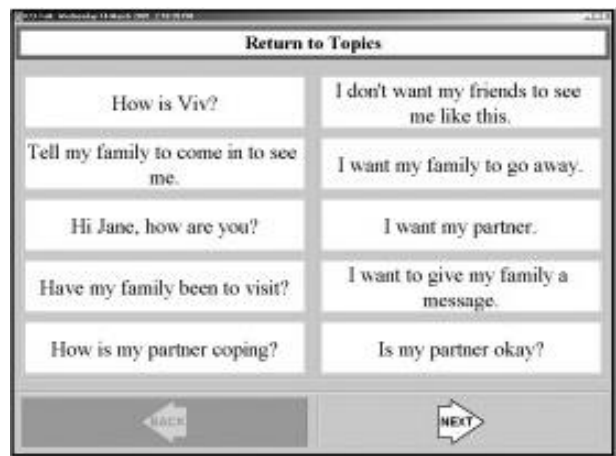 Return to Topics
How is Viv?
I don't want my friends to see
me like this.
Tell my family to come in to see
me.
I want my family to go away.
Hi Jane, how are you?
I want my partner.
Have my family been to visit?
I want to give my family a
message.
How is my partner coping?
Is my partner okay?
BACK
NEXT